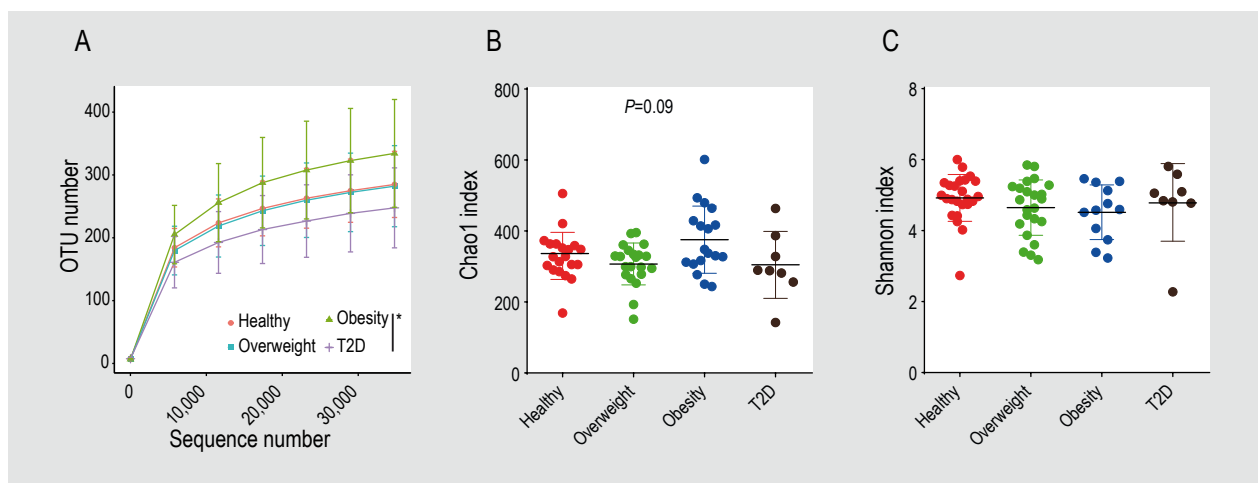 A
OTU number
400
300
200
100
0
Healthy
Obesity
*
Overweight
T2D
0
10,000
20,000
30,000
Sequence number
B
Chao1 index
800
600
400
200
0
P=0.09
Healthy
Overweight
Obesity
T2D
C
Shannon index
8
6
4
2
0
Healthy
Overweight
Obesity
T2D